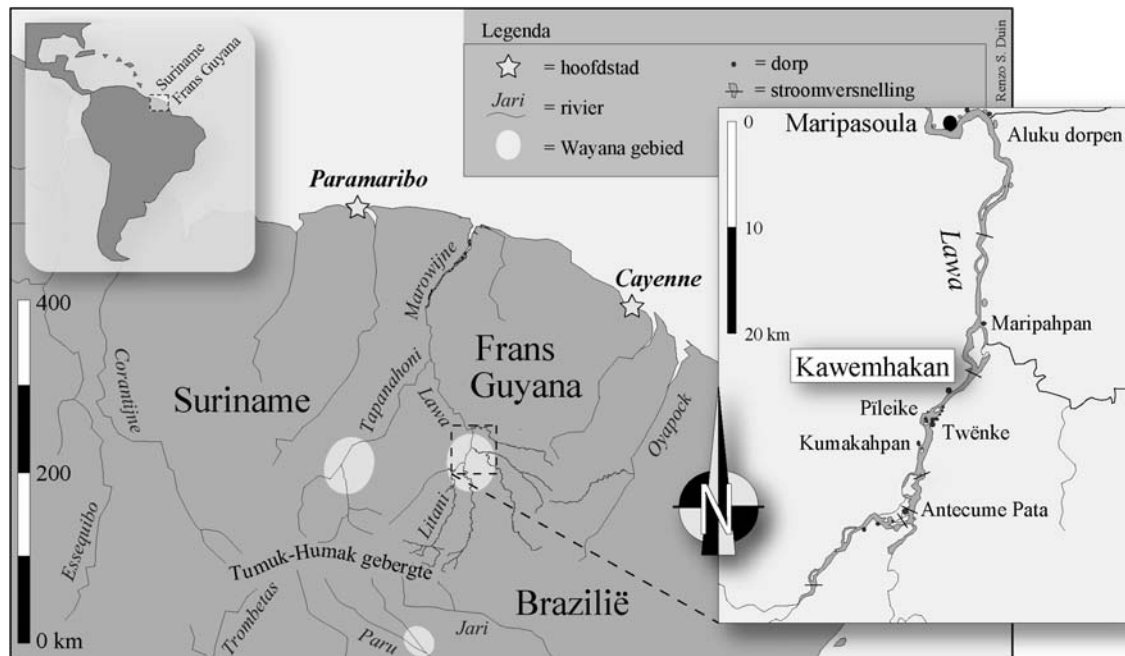 Suriname
Frans Guyana
Legenda
= hoofdstad
Jari = rivier
= Wayana gebied
= dorp
= stroomversnelling
Renzo S. Duin
Paramaribo
Cayenne
Marowijne
Frans
Guyana
Suriname
Corantijne
Tapanahoni
Lawa
Oyapock
Litani
Essequibo
Tumuk-Humak gebergte
Trombetas
Paru
Jari
Brazilië
400
200
0 km
N
0
10
20 km
Maripasoula
Aluku dorpen
Lawa
Maripahpan
Kawemhakan
Pïleike
Twënke
Kumakahpan
Antecume Pata